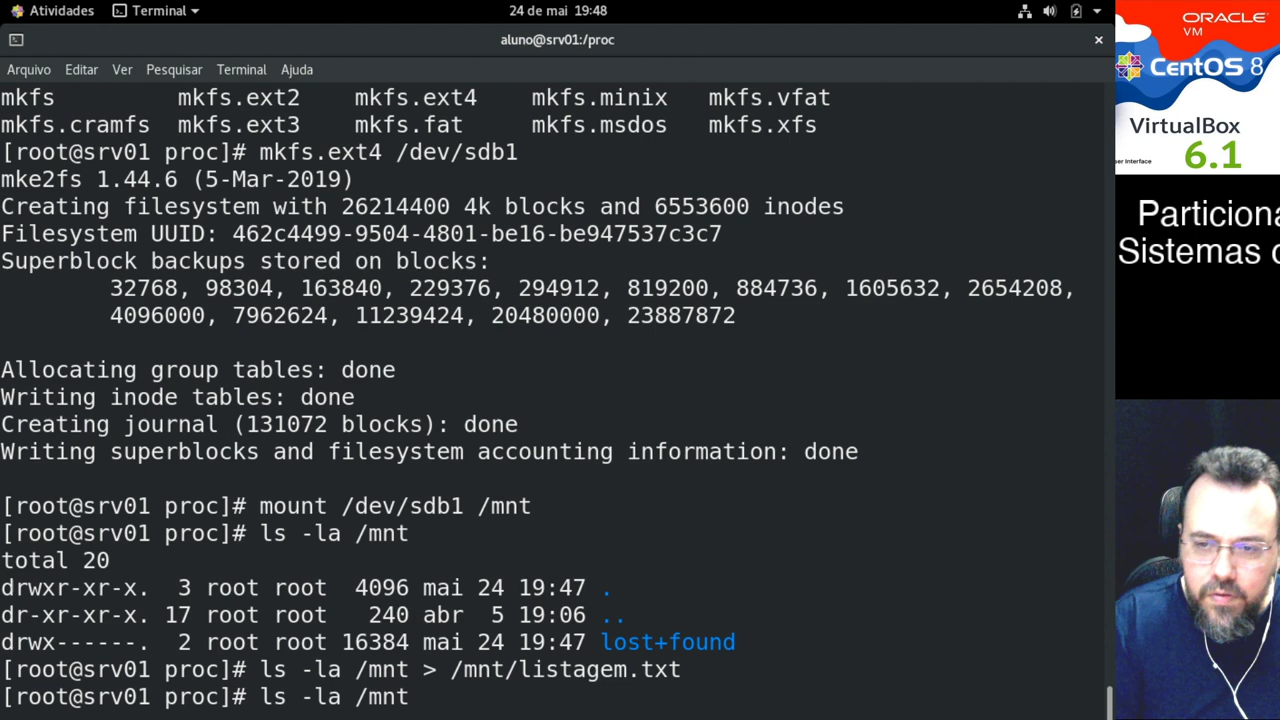 Atividades Terminal 24 de mai 19:48
aluno@srv01:/proc ×
Arquivo Editar Ver Pesquisar Terminal Ajuda
mkfs mkfs.ext2 mkfs.ext4 mkfs.minix mkfs.vfat
mkfs.cramfs mkfs.ext3 mkfs.fat mkfs.msdos mkfs.xfs
[root@srv01 proc]# mkfs.ext4 /dev/sdb1
mke2fs 1.44.6 (5-Mar-2019)
Creating filesystem with 26214400 4k blocks and 6553600 inodes
Filesystem UUID: 462c4499-9504-4801-be16-be947537c3c7
Superblock backups stored on blocks:
32768, 98304, 163840, 229376, 294912, 819200, 884736, 1605632, 2654208,
4096000, 7962624, 11239424, 20480000, 23887872
Allocating group tables: done
Writing inode tables: done
Creating journal (131072 blocks): done
Writing superblocks and filesystem accounting information: done
[root@srv01 proc]# mount /dev/sdb1 /mnt
[root@srv01 proc]# ls -la /mnt
total 20
drwxr-xr-x. 3 root root 4096 mai 24 19:47 .
dr-xr-xr-x. 17 root root 240 abr 5 19:06 ..
drwx------. 2 root root 16384 mai 24 19:47 lost+found
[root@srv01 proc]# ls -la /mnt > /mnt/listagem.txt
[root@srv01 proc]# ls -la /mnt
ORACLE
VM
CentOS 8
VirtualBox
ser Interface 6.1
Particiona
Sistemas d